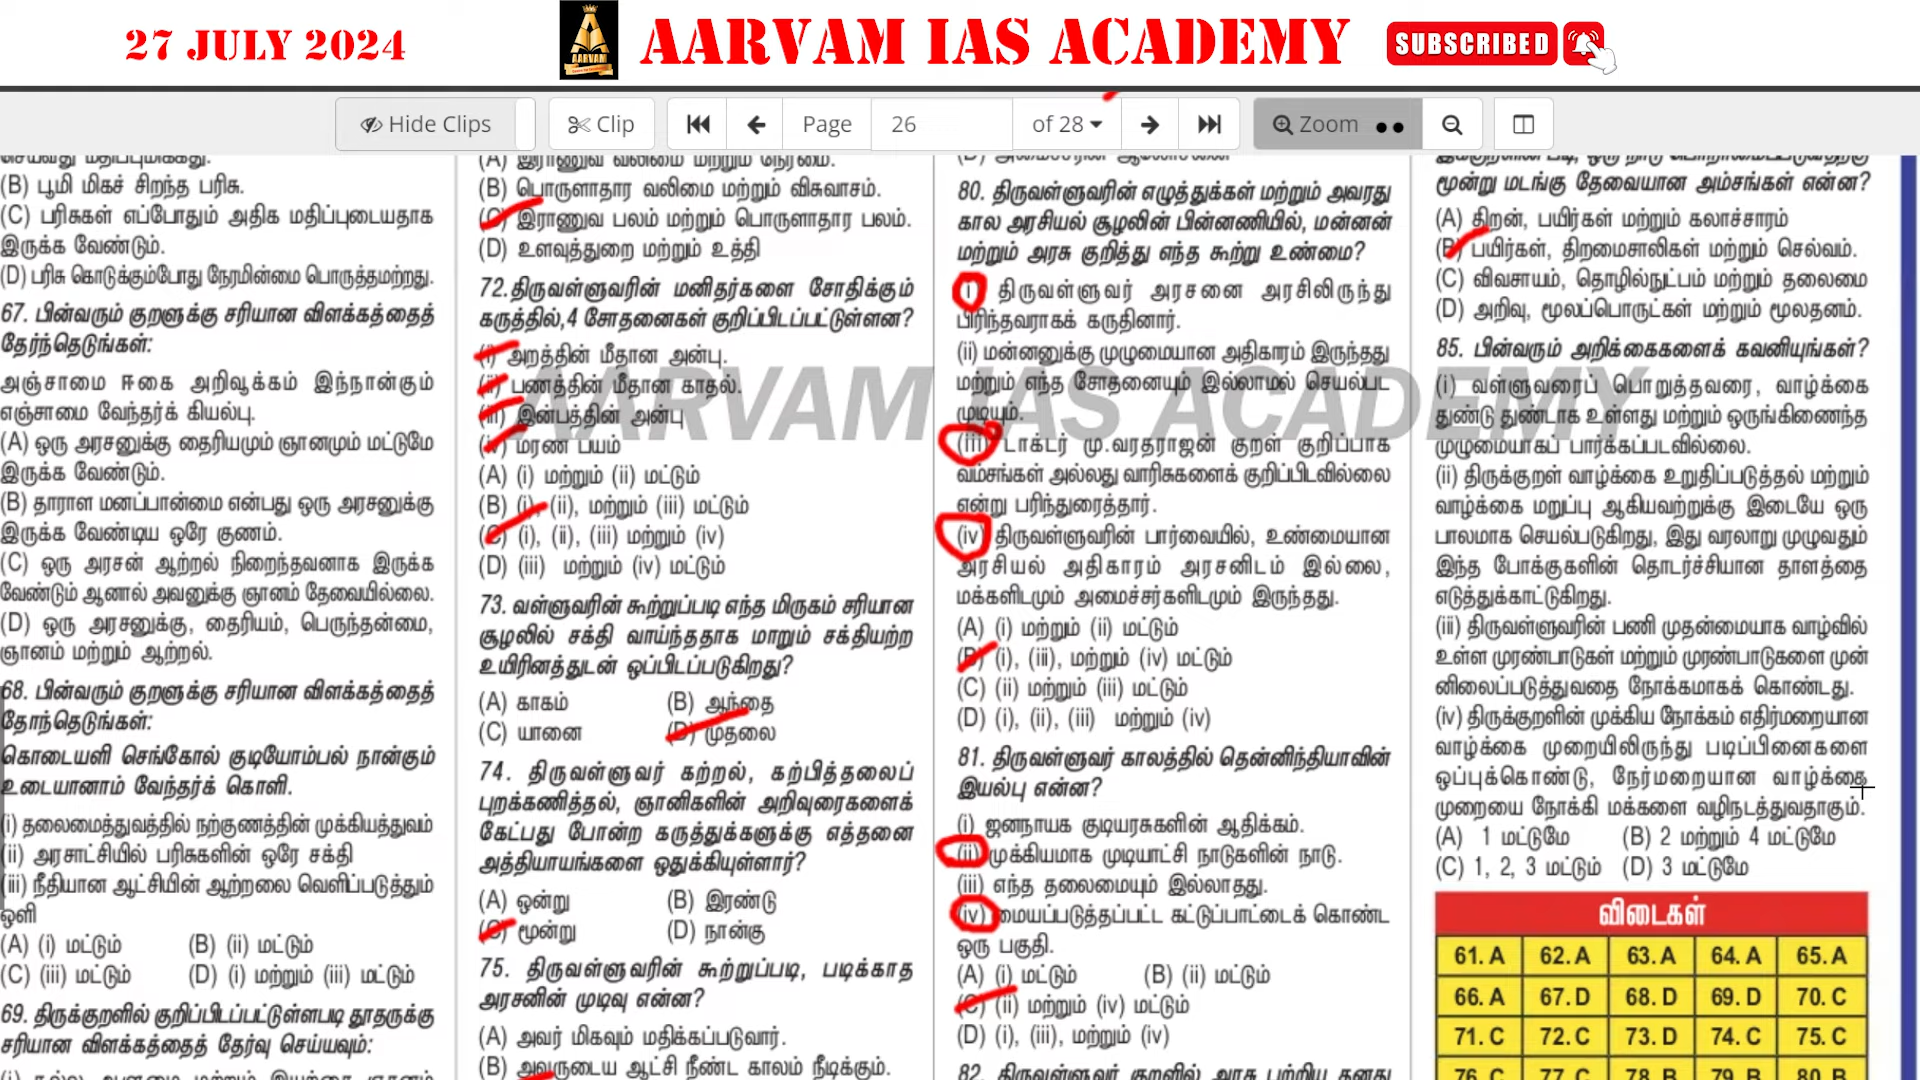 27 JULY 2024
AARVAM
AARVAM IAS ACADEMY
SUBSCRIBED
Hide Clips
Clip
Page
26
of 28
Zoom
செய்வது மதிப்புமிக்கது.
(B) பூமி மிகச் சிறந்த பரிசு.
(C) பரிசுகள் எப்போதும் அதிக மதிப்புடையதாக
இருக்க வேண்டும்.
(D) பரிசு கொடுக்கும்போது நேரமின்மை பொருத்தமற்றது.
67. பின்வரும் குறளுக்கு சரியான விளக்கத்தைத்
தேர்ந்தெடுங்கள்:
அஞ்சாமை ஈகை அறிவூக்கம் இந்நான்கும்
எஞ்சாமை வேந்தர்க் கியல்பு.
(A) ஒரு அரசனுக்கு தைரியமும் ஞானமும் மட்டுமே
இருக்க வேண்டும்.
(B) தாராள மனப்பான்மை என்பது ஒரு அரசனுக்கு
இருக்க வேண்டிய ஒரே குணம்.
(C) ஒரு அரசன் ஆற்றல் நிறைந்தவனாக இருக்க
வேண்டும் ஆனால் அவனுக்கு ஞானம் தேவையில்லை.
(D) ஒரு அரசனுக்கு, தைரியம், பெருந்தன்மை,
ஞானம் மற்றும் ஆற்றல்.
68. பின்வரும் குறளுக்கு சரியான விளக்கத்தைத்
தேர்ந்தெடுங்கள்:
கொடையளி செங்கோல் குடியோம்பல் நான்கும்
உடையானாம் வேந்தர்க் கொளி.
(i) தலைமைத்துவத்தில் நற்குணத்தின் முக்கியத்துவம்
(ii) அரசாட்சியில் பரிசுகளின் ஒரே சக்தி
(iii) நீதியான ஆட்சியின் ஆற்றலை வெளிப்படுத்தும்
ஒளி
(A) (i) மட்டும் (B) (ii) மட்டும்
(C) (iii) மட்டும் (D) (i) மற்றும் (iii) மட்டும்
69. திருக்குறளில் குறிப்பிடப்பட்டுள்ளபடி தூதருக்கு
சரியான விளக்கத்தைத் தேர்வு செய்யவும்:
(A) இராணுவ வலிமை மற்றும் நேர்மை.
(B) பொருளாதார வலிமை மற்றும் விசுவாசம்.
(C) இராணுவ பலம் மற்றும் பொருளாதார பலம்.
(D) உளவுத்துறை மற்றும் உத்தி
72.திருவள்ளுவரின் மனிதர்களை சோதிக்கும்
கருத்தில்,4 சோதனைகள் குறிப்பிடப்பட்டுள்ளன?
(i) அறத்தின் மீதான அன்பு.
(ii) பணத்தின் மீதான காதல்.
(iii) இன்பத்தின் அன்பு
(iv) மரண பயம்
(A) (i) மற்றும் (ii) மட்டும்
(B) (i), (ii), மற்றும் (iii) மட்டும்
(C) (i), (ii), (iii) மற்றும் (iv)
(D) (iii) மற்றும் (iv) மட்டும்
73. வள்ளுவரின் கூற்றுப்படி எந்த மிருகம் சரியான
சூழலில் சக்தி வாய்ந்ததாக மாறும் சக்தியற்ற
உயிரினத்துடன் ஒப்பிடப்படுகிறது?
(A) காகம் (B) ஆந்தை
(C) யானை (D) முதலை
74. திருவள்ளுவர் கற்றல், கற்பித்தலைப்
புறக்கணித்தல், ஞானிகளின் அறிவுரைகளைக்
கேட்பது போன்ற கருத்துக்களுக்கு எத்தனை
அத்தியாயங்களை ஒதுக்கியுள்ளார்?
(A) ஒன்று (B) இரண்டு
(C) மூன்று (D) நான்கு
75. திருவள்ளுவரின் கூற்றுப்படி, படிக்காத
அரசனின் முடிவு என்ன?
(A) அவர் மிகவும் மதிக்கப்படுவார்.
(B) அவருடைய ஆட்சி நீண்ட காலம் நீடிக்கும்.
80. திருவள்ளுவரின் எழுத்துக்கள் மற்றும் அவரது
கால அரசியல் சூழலின் பின்னணியில், மன்னன்
மற்றும் அரசு குறித்து எந்த கூற்று உண்மை?
(i) திருவள்ளுவர் அரசனை அரசிலிருந்து
பிரிந்தவராகக் கருதினார்.
(ii) மன்னனுக்கு முழுமையான அதிகாரம் இருந்தது
மற்றும் எந்த சோதனையும் இல்லாமல் செயல்பட
முடியும்.
(iii) டாக்டர் மு.வரதராஜன் குறள் குறிப்பாக
வம்சங்கள் அல்லது வாரிசுகளைக் குறிப்பிடவில்லை
என்று பரிந்துரைத்தார்.
(iv) திருவள்ளுவரின் பார்வையில், உண்மையான
அரசியல் அதிகாரம் அரசனிடம் இல்லை,
மக்களிடமும் அமைச்சர்களிடமும் இருந்தது.
(A) (i) மற்றும் (ii) மட்டும்
(B) (i), (iii), மற்றும் (iv) மட்டும்
(C) (ii) மற்றும் (iii) மட்டும்
(D) (i), (ii), (iii) மற்றும் (iv)
81. திருவள்ளுவர் காலத்தில் தென்னிந்தியாவின்
இயல்பு என்ன?
(i) ஜனநாயக குடியரசுகளின் ஆதிக்கம்.
(ii) முக்கியமாக முடியாட்சி நாடுகளின் நாடு.
(iii) எந்த தலைமையும் இல்லாதது.
(iv) மையப்படுத்தப்பட்ட கட்டுப்பாட்டைக் கொண்ட
ஒரு பகுதி.
(A) (i) மட்டும் (B) (ii) மட்டும்
(C) (ii) மற்றும் (iv) மட்டும்
(D) (i), (iii), மற்றும் (iv)
82. திருவள்ளுவர் குறளில் அரசு பற்றிய தனது
மூன்று மடங்கு தேவையான அம்சங்கள் என்ன?
(A) திறன், பயிர்கள் மற்றும் கலாச்சாரம்
(B) பயிர்கள், திறமைசாலிகள் மற்றும் செல்வம்.
(C) விவசாயம், தொழில்நுட்பம் மற்றும் தலைமை
(D) அறிவு, மூலப்பொருட்கள் மற்றும் மூலதனம்.
85. பின்வரும் அறிக்கைகளைக் கவனியுங்கள்?
(i) வள்ளுவரைப் பொறுத்தவரை, வாழ்க்கை
துண்டு துண்டாக உள்ளது மற்றும் ஒருங்கிணைந்த
முழுமையாகப் பார்க்கப்படவில்லை.
(ii) திருக்குறள் வாழ்க்கை உறுதிப்படுத்தல் மற்றும்
வாழ்க்கை மறுப்பு ஆகியவற்றுக்கு இடையே ஒரு
பாலமாக செயல்படுகிறது, இது வரலாறு முழுவதும்
இந்த போக்குகளின் தொடர்ச்சியான தாளத்தை
எடுத்துக்காட்டுகிறது.
(iii) திருவள்ளுவரின் பணி முதன்மையாக வாழ்வில்
உள்ள முரண்பாடுகள் மற்றும் முரண்பாடுகளை முன்
னிலைப்படுத்துவதை நோக்கமாகக் கொண்டது.
(iv) திருக்குறளின் முக்கிய நோக்கம் எதிர்மறையான
வாழ்க்கை முறையிலிருந்து படிப்பினைகளை
ஒப்புக்கொண்டு, நேர்மறையான வாழ்க்கை
முறையை நோக்கி மக்களை வழிநடத்துவதாகும்.
(A) 1 மட்டுமே (B) 2 மற்றும் 4 மட்டுமே
(C) 1, 2, 3 மட்டும் (D) 3 மட்டுமே
விடைகள்
61. A 62. A 63. A 64. A 65. A
66. A 67. D 68. D 69. D 70. C
71. C 72. C 73. D 74. C 75. C
76. C 77. C 78. B 79. B 80. B
AARVAM IAS ACADEMY